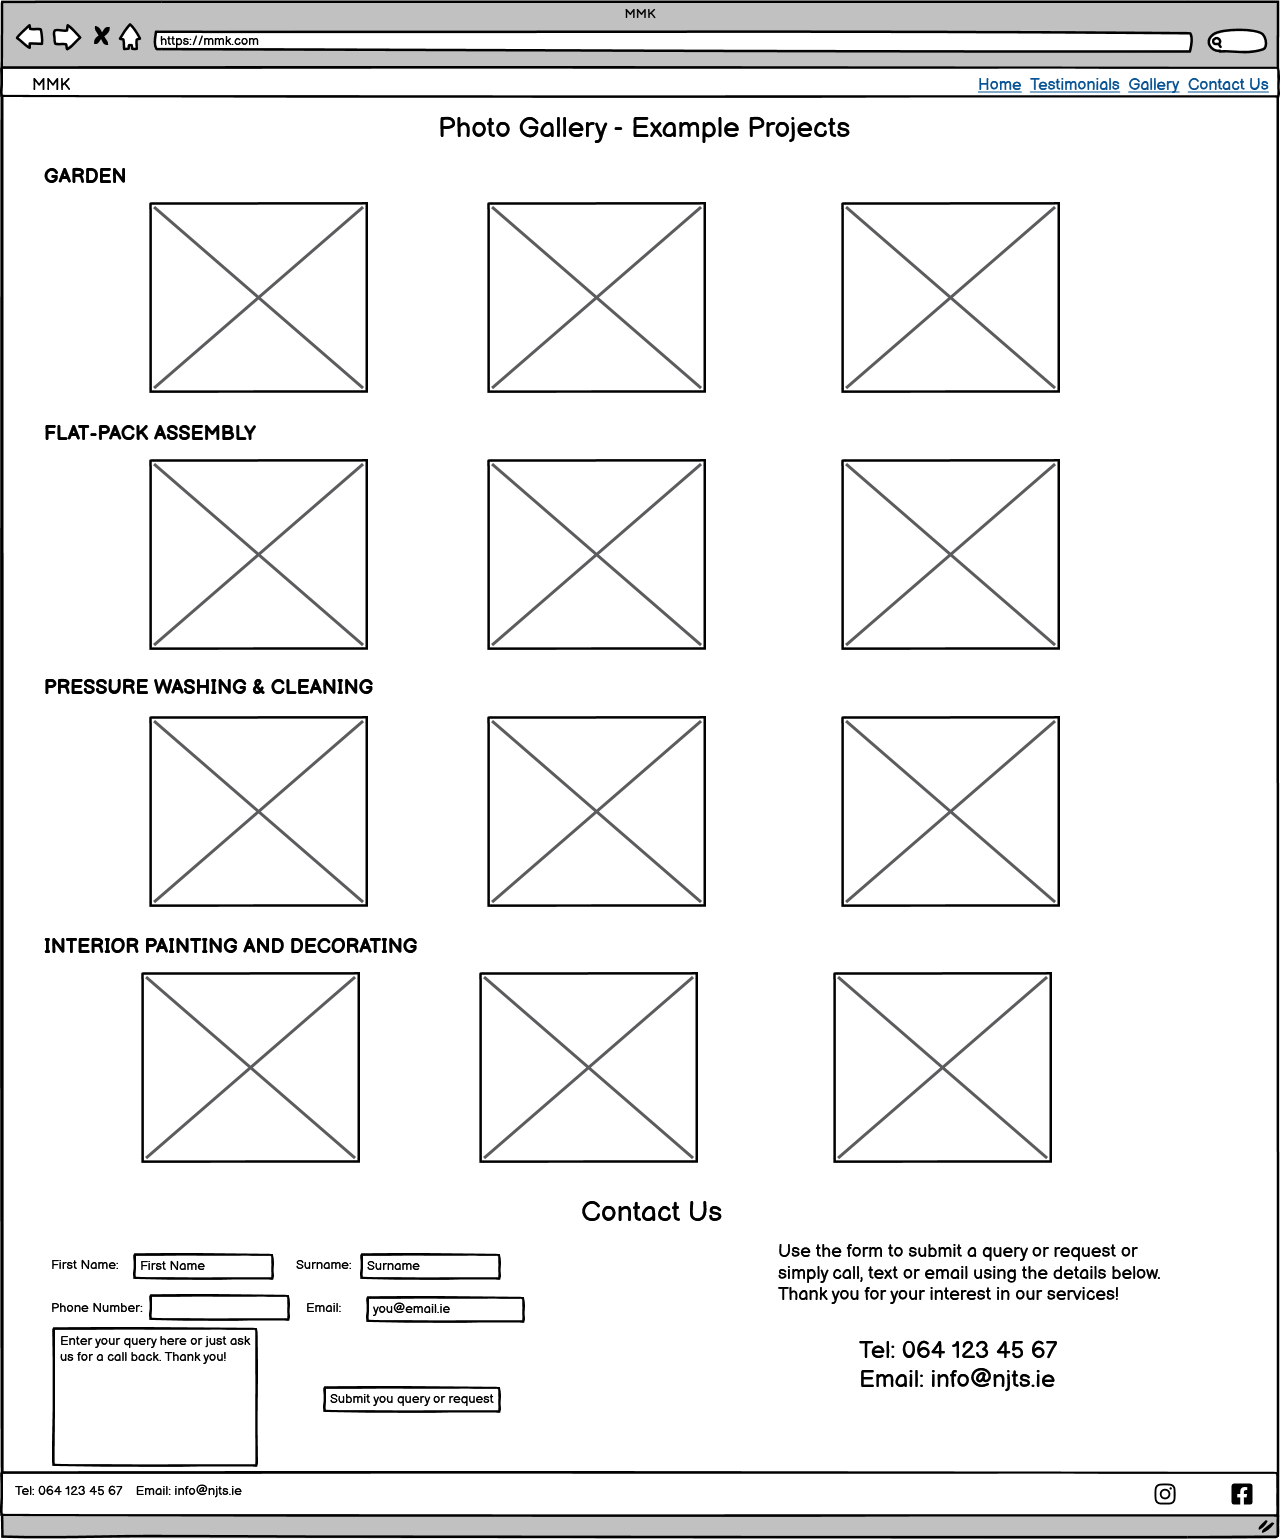 MMK
https://mmk.com
MMK
Home Testimonials Gallery Contact Us
Photo Gallery - Example Projects
GARDEN
FLAT-PACK ASSEMBLY
PRESSURE WASHING & CLEANING
INTERIOR PAINTING AND DECORATING
Contact Us
First Name: First Name Surname: Surname
Phone Number: Email: you@email.ie
Enter your query here or just ask
us for a call back. Thank you!
Submit you query or request
Use the form to submit a query or request or
simply call, text or email using the details below.
Thank you for your interest in our services!
Tel: 064 123 45 67
Email: info@njts.ie
Tel: 064 123 45 67 Email: info@njts.ie